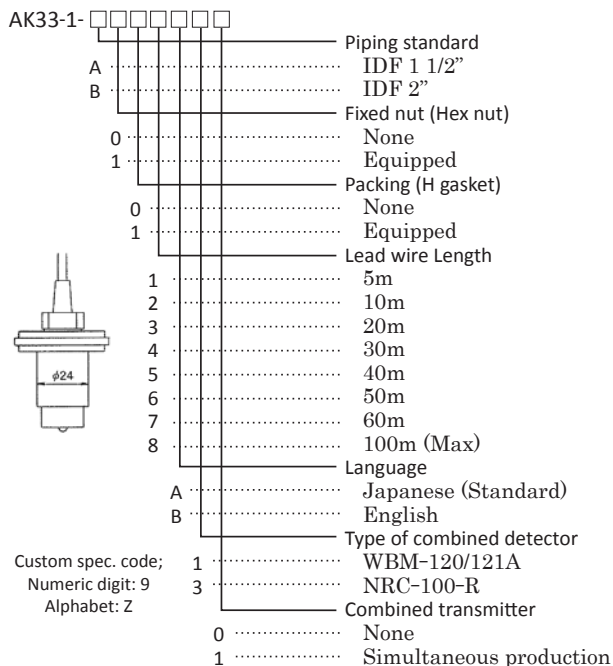 AK33-1-□□□□□□□
Piping standard
A IDF 1 1/2”
B IDF 2”
Fixed nut (Hex nut)
0 None
1 Equipped
Packing (H gasket)
0 None
1 Equipped
Lead wire Length
1 5m
2 10m
3 20m
4 30m
5 40m
6 50m
7 60m
8 100m (Max)
Language
A Japanese (Standard)
B English
Type of combined detector
1 WBM-120/121A
3 NRC-100-R
Combined transmitter
0 None
1 Simultaneous production
φ24
Custom spec. code;
Numeric digit: 9
Alphabet: Z